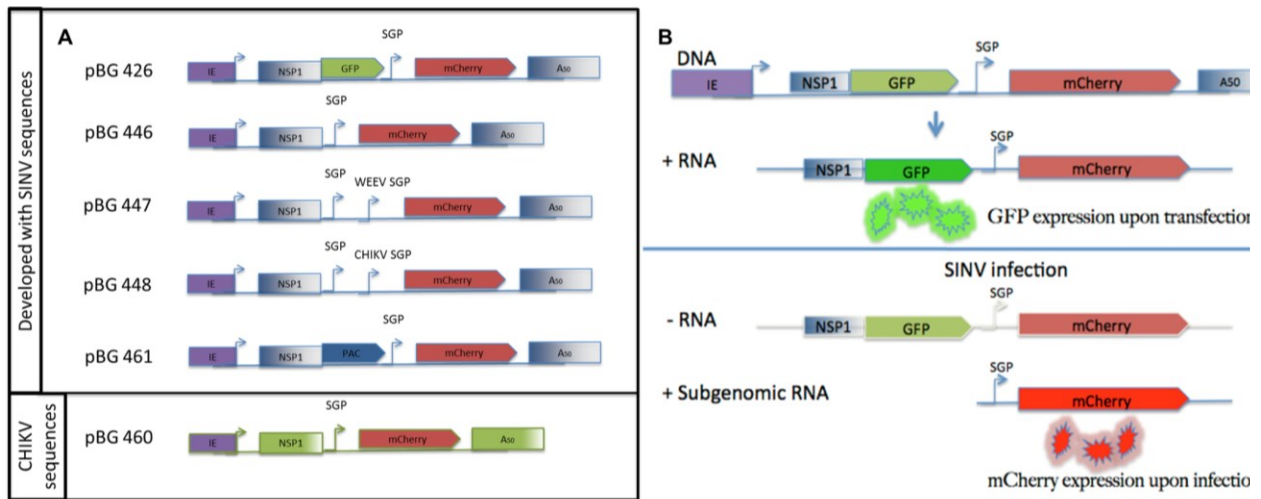 Developed with SINV sequences
A
SGP
pBG 426
IE
NSP1
GFP
mCherry
A50
SGP
pBG 446
IE
NSP1
mCherry
A50
SGP
WEEV SGP
pBG 447
IE
NSP1
mCherry
A50
SGP
CHIKV SGP
pBG 448
IE
NSP1
mCherry
A50
SGP
pBG 461
IE
NSP1
PAC
mCherry
A50
CHIKV
sequences
SGP
pBG 460
IE
NSP1
mCherry
A50
B
DNA
SGP
IE
NSP1
GFP
mCherry
A50
+ RNA
SGP
NSP1
GFP
mCherry
GFP expression upon transfection
SINV infection
SGP
- RNA
NSP1
GFP
mCherry
SGP
+ Subgenomic RNA
mCherry
mCherry expression upon infectio